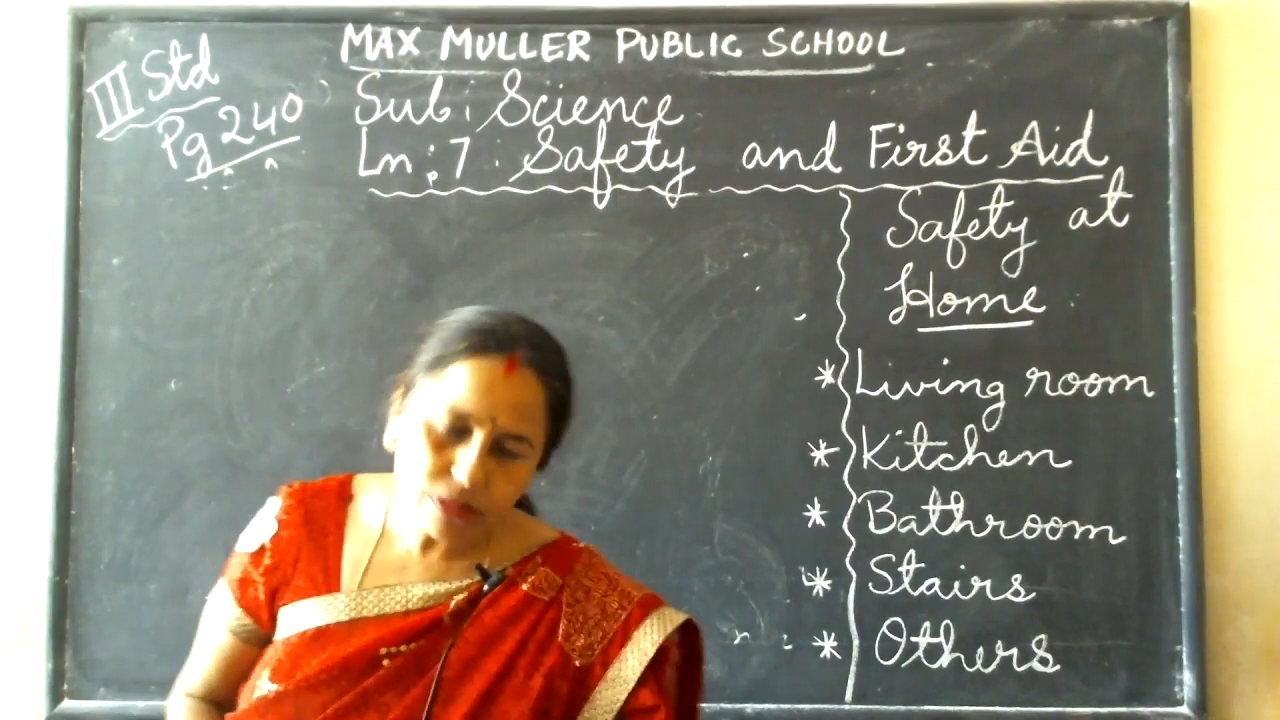 MAX MULLER PUBLIC SCHOOL
III Std
Pg 240
Sub: Science
Ln: 7: Safety and First Aid
Safety at
Home
* Living room
* Kitchen
* Bathroom
* Stairs
* Others